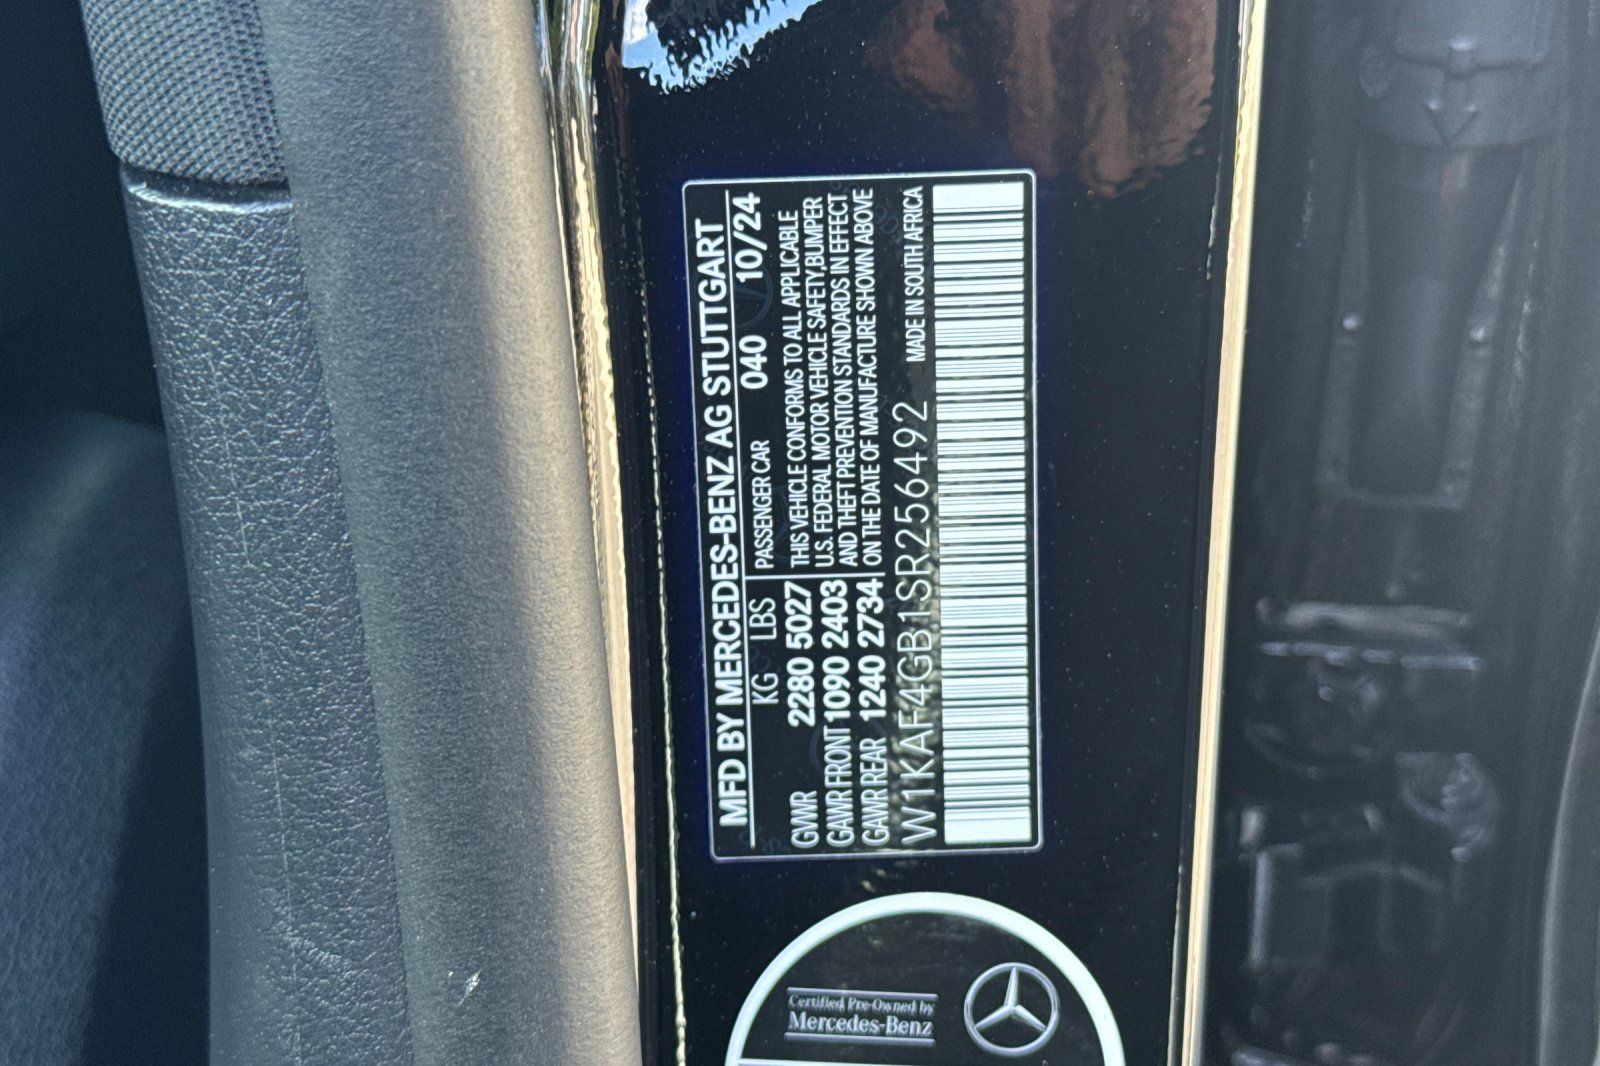 MFD BY MERCEDES-BENZ AG STUTTGART
KG LBS
GVWR 2280 5027
GAWR FRONT 1090 2403
GAWR REAR 1240 2734
PASSENGER CAR 040 10/24
THIS VEHICLE CONFORMS TO ALL APPLICABLE
U.S. FEDERAL MOTOR VEHICLE SAFETY,BUMPER
AND THEFT PREVENTION STANDARDS IN EFFECT
ON THE DATE OF MANUFACTURE SHOWN ABOVE
W1KAF4GB1SR256492 MADE IN SOUTH AFRICA
Certified Pre-Owned by
Mercedes-Benz